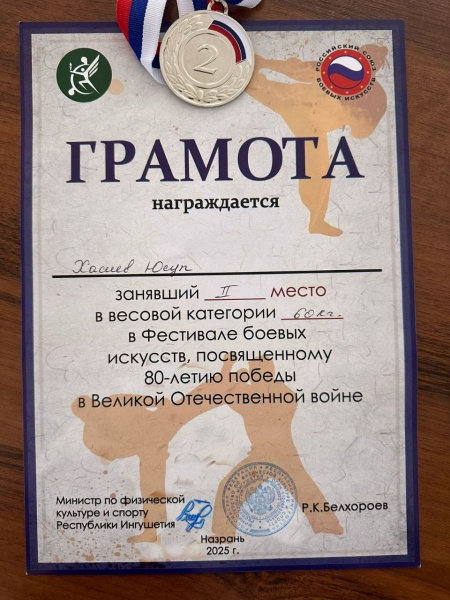 2
РОССИЙСКИЙ СОЮЗ
БОЕВЫХ ИСКУССТВ
ГРАМОТА
награждается
Хасиев Юсуп
занявший II место
в весовой категории 60 кг.
в Фестивале боевых
искусств, посвященному
80-летию победы
в Великой Отечественной войне
Министр по физической
культуре и спорту
Республики Ингушетия
Р.К.Белхороев
Назрань
2025 г.